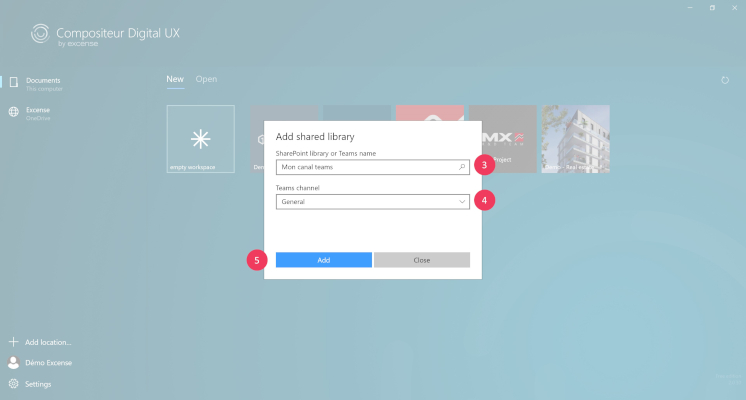 Compositeur Digital UX
by excense
Documents
This computer
Excense
OneDrive
New
Open
empty workspace
Add shared library
SharePoint library or Teams name
Mon canal teams
3
Teams channel
General
4
5
Add
Close
MX
Project
Demo - Real
Add location...
Démo Excense
Settings